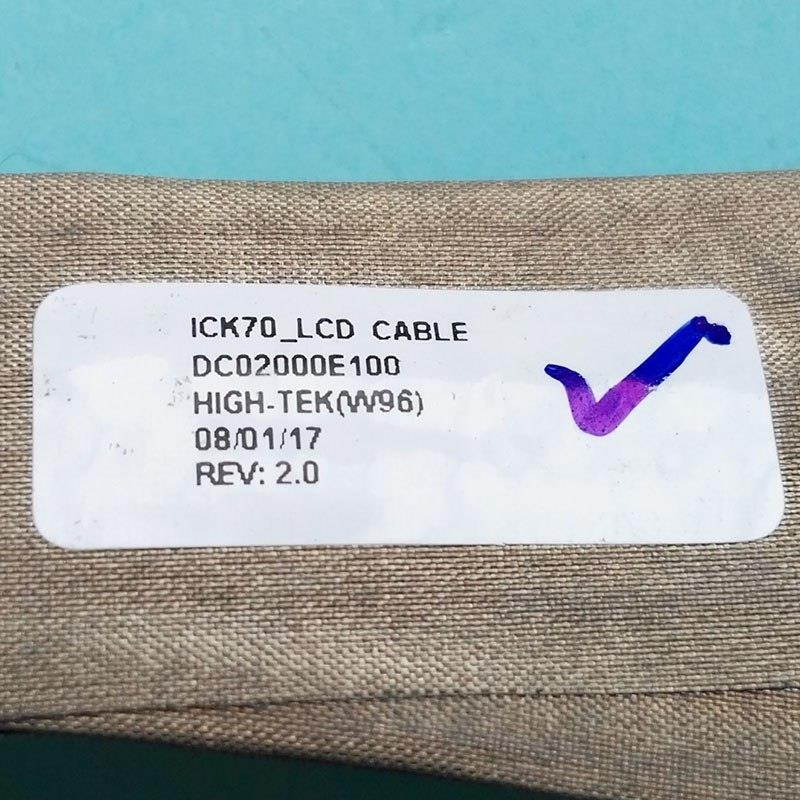 ICK70_LCD CABLE
DC02000E100
HIGH-TEK(W96)
08/01/17
REV: 2.0